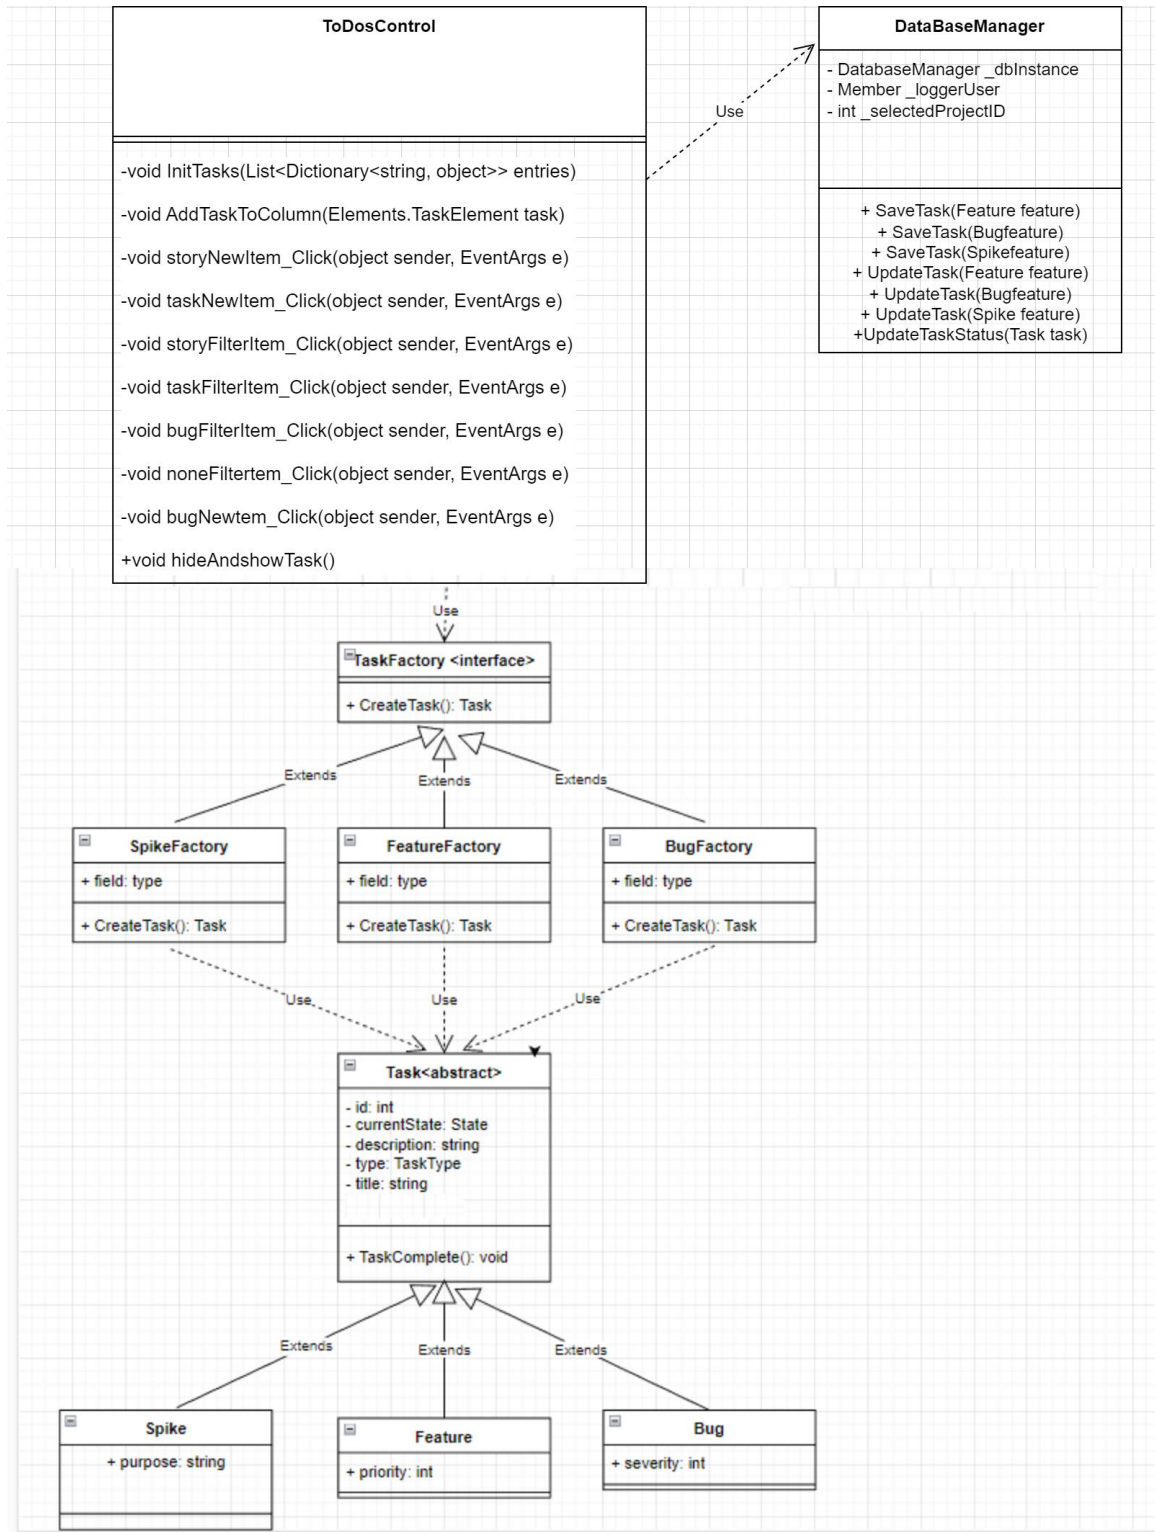 ToDosControl
-void InitTasks(List<Dictionary<string, object>> entries)
-void AddTaskToColumn(Elements.TaskElement task)
-void storyNewItem_Click(object sender, EventArgs e)
-void taskNewItem_Click(object sender, EventArgs e)
-void storyFilterItem_Click(object sender, EventArgs e)
-void taskFilterItem_Click(object sender, EventArgs e)
-void bugFilterItem_Click(object sender, EventArgs e)
-void noneFiltertem_Click(object sender, EventArgs e)
-void bugNewtem_Click(object sender, EventArgs e)
+void hideAndshowTask()
Use
DataBaseManager
- DatabaseManager _dbInstance
- Member _loggerUser
- int _selectedProjectID
+ SaveTask(Feature feature)
+ SaveTask(Bugfeature)
+ SaveTask(Spikefeature)
+ UpdateTask(Feature feature)
+ UpdateTask(Bugfeature)
+ UpdateTask(Spike feature)
+UpdateTaskStatus(Task task)
Use
TaskFactory <interface>
+ CreateTask(): Task
Extends
Extends
Extends
SpikeFactory
+ field: type
+ CreateTask(): Task
FeatureFactory
+ field: type
+ CreateTask(): Task
BugFactory
+ field: type
+ CreateTask(): Task
Use
Use
Use
Task<abstract>
- id: int
- currentState: State
- description: string
- type: TaskType
- title: string
+ TaskComplete(): void
Extends
Extends
Extends
Spike
+ purpose: string
Feature
+ priority: int
Bug
+ severity: int